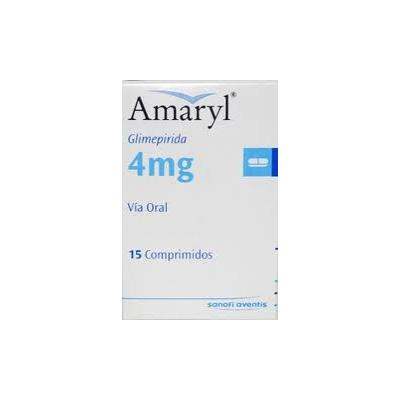 Amaryl®
Glimepirida
4mg
Vía Oral
15 Comprimidos
sanofi aventis